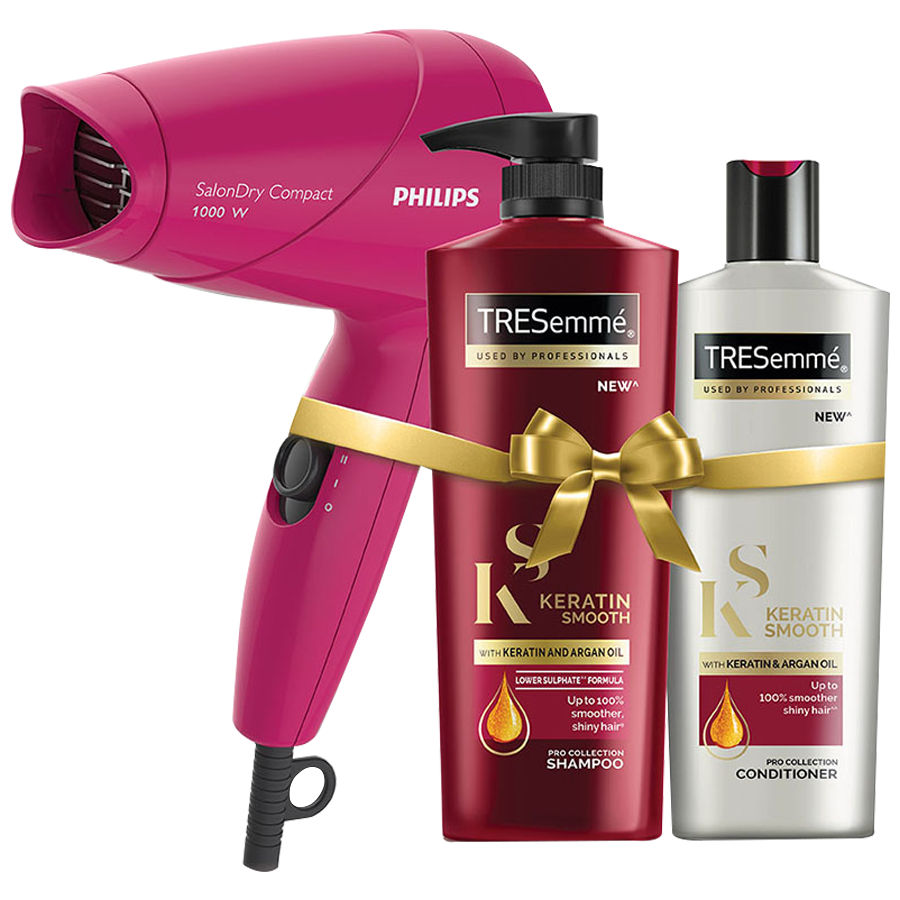 SalonDry Compact
1000 W
PHILIPS
II
I
O
TRESemmé®
USED BY PROFESSIONALS
NEW^
KS
KERATIN
SMOOTH
WITH KERATIN AND ARGAN OIL
LOWER SULPHATE** FORMULA
Up to 100%
smoother,
shiny hair*
PRO COLLECTION
SHAMPOO
TRESemmé®
USED BY PROFESSIONALS
NEW^
KS
KERATIN
SMOOTH
WITH KERATIN & ARGAN OIL
Up to
100% smoother
shiny hair^^
PRO COLLECTION
CONDITIONER